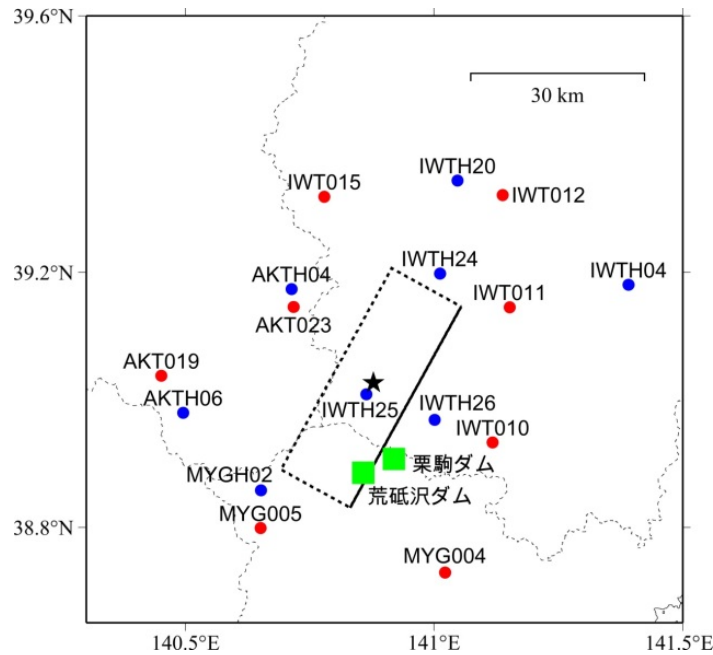 39.6°N
30 km
IWTH20
IWT015
IWT012
IWTH24
39.2°N
AKTH04
IWTH04
IWT011
AKT023
AKT019
AKTH06
IWTH25
IWTH26
IWT010
栗駒ダム
MYGH02
荒砥沢ダム
MYG005
38.8°N
MYG004
140.5°E
141°E
141.5°E